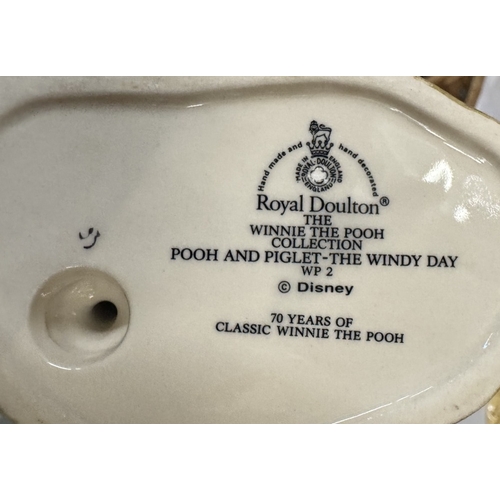 Hand made and hand decorated
MADE IN ENGLAND
ROYAL·DOULTON
ENGLAND
Royal Doulton®
THE
WINNIE THE POOH
COLLECTION
POOH AND PIGLET-THE WINDY DAY
WP 2
© Disney
70 YEARS OF
CLASSIC WINNIE THE POOH